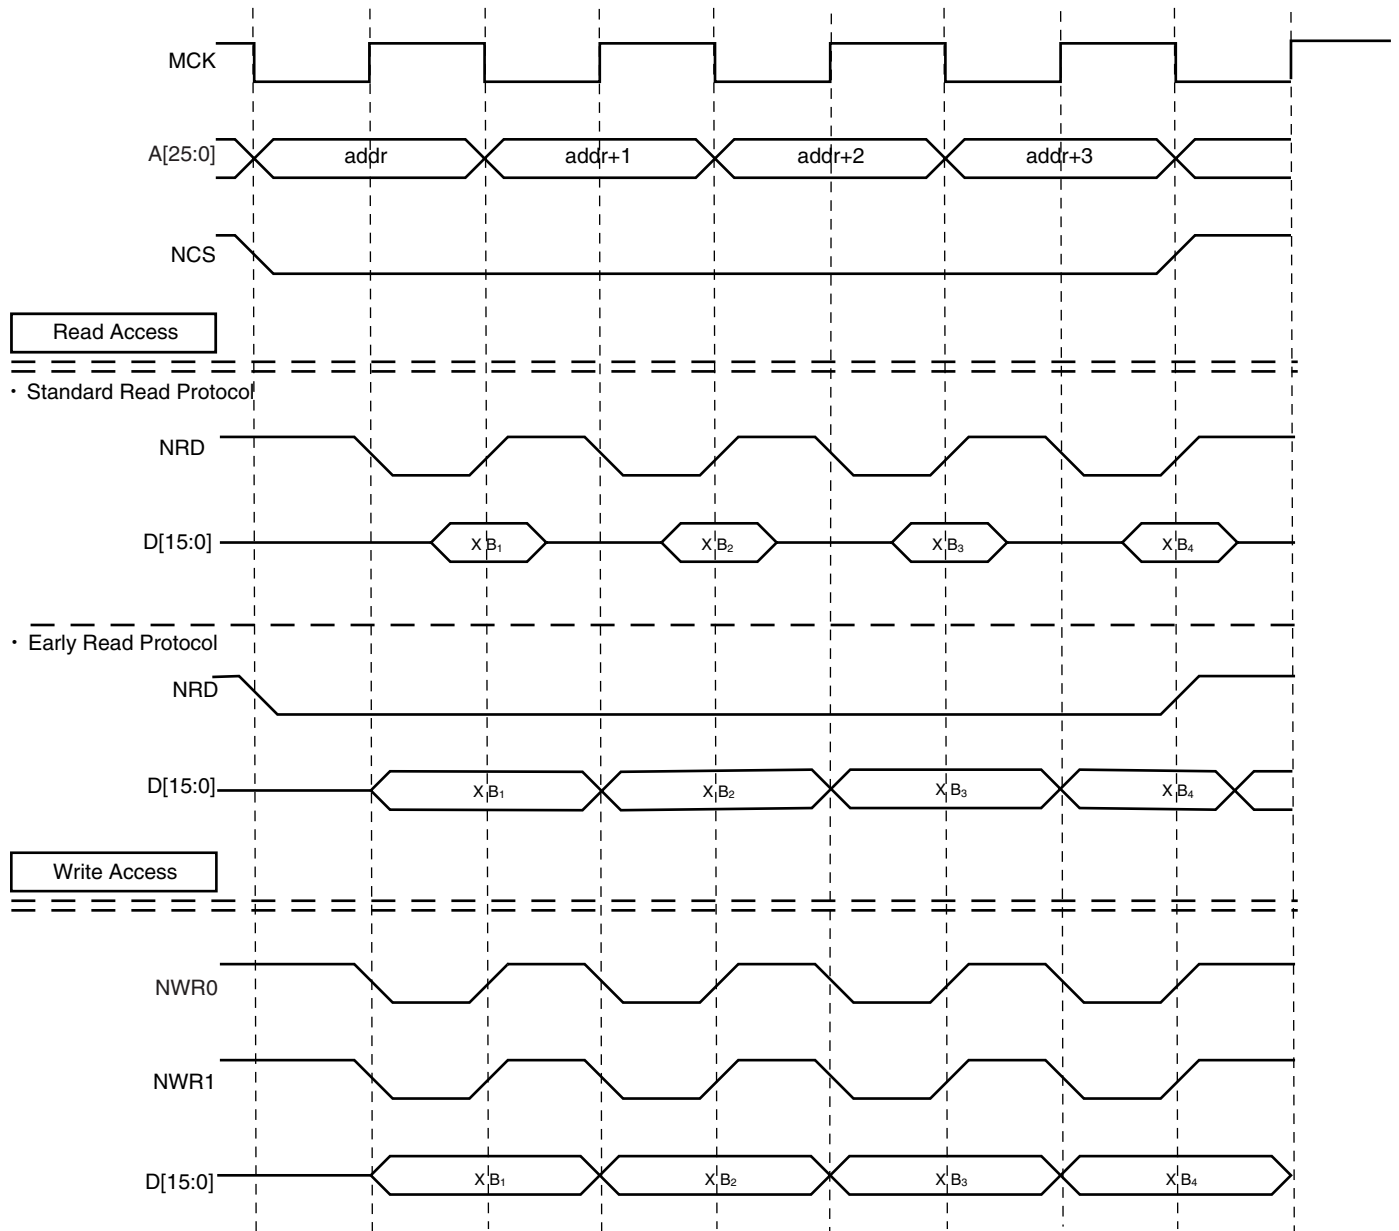 MCK
A[25:0] addr addr+1 addr+2 addr+3
NCS
Read Access
• Standard Read Protocol
NRD
D[15:0] X B₁ X B₂ X B₃ X B₄
• Early Read Protocol
NRD
D[15:0] X B₁ X B₂ X B₃ X B₄
Write Access
NWR0
NWR1
D[15:0] X B₁ X B₂ X B₃ X B₄